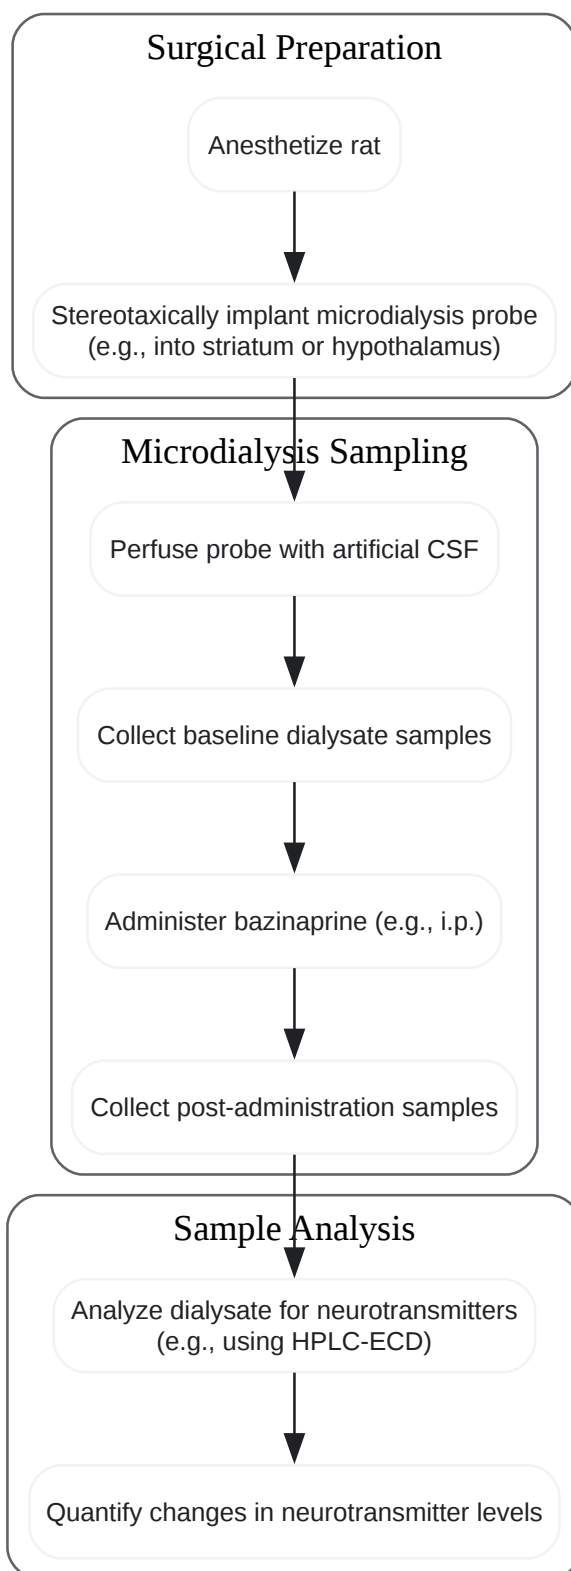 Surgical Preparation
Anesthetize rat
Stereotaxically implant microdialysis probe
(e.g., into striatum or hypothalamus)
Microdialysis Sampling
Perfuse probe with artificial CSF
Collect baseline dialysate samples
Administer bazinaprine (e.g., i.p.)
Collect post-administration samples
Sample Analysis
Analyze dialysate for neurotransmitters
(e.g., using HPLC-ECD)
Quantify changes in neurotransmitter levels